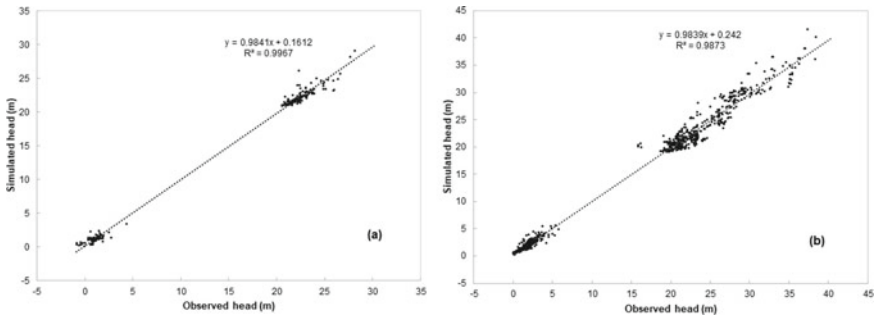 y = 0.9841x + 0.1612
R² = 0.9967
35
30
25
20
15
10
5
0
-5
Simulated head (m)
-5 0 5 10 15 20 25 30 35
Observed head (m)
(a)
y = 0.9839x + 0.242
R² = 0.9873
45
40
35
30
25
20
15
10
5
0
-5
Simulated head (m)
-5 0 5 10 15 20 25 30 35 40 45
Observed head (m)
(b)